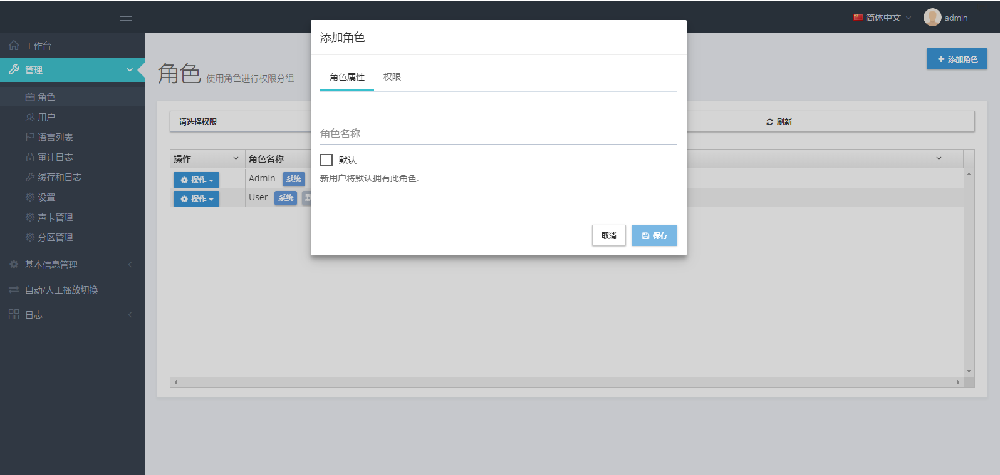 简体中文
admin
工作台
管理
角色
用户
语言列表
审计日志
缓存和日志
设置
声卡管理
分区管理
基本信息管理
自动/人工播放切换
日志
角色 使用角色进行权限分组.
添加角色
请选择权限
刷新
操作 角色名称
操作 Admin 系统
操作 User 系统
添加角色
角色属性 权限
角色名称
默认
新用户将默认拥有此角色.
取消 保存